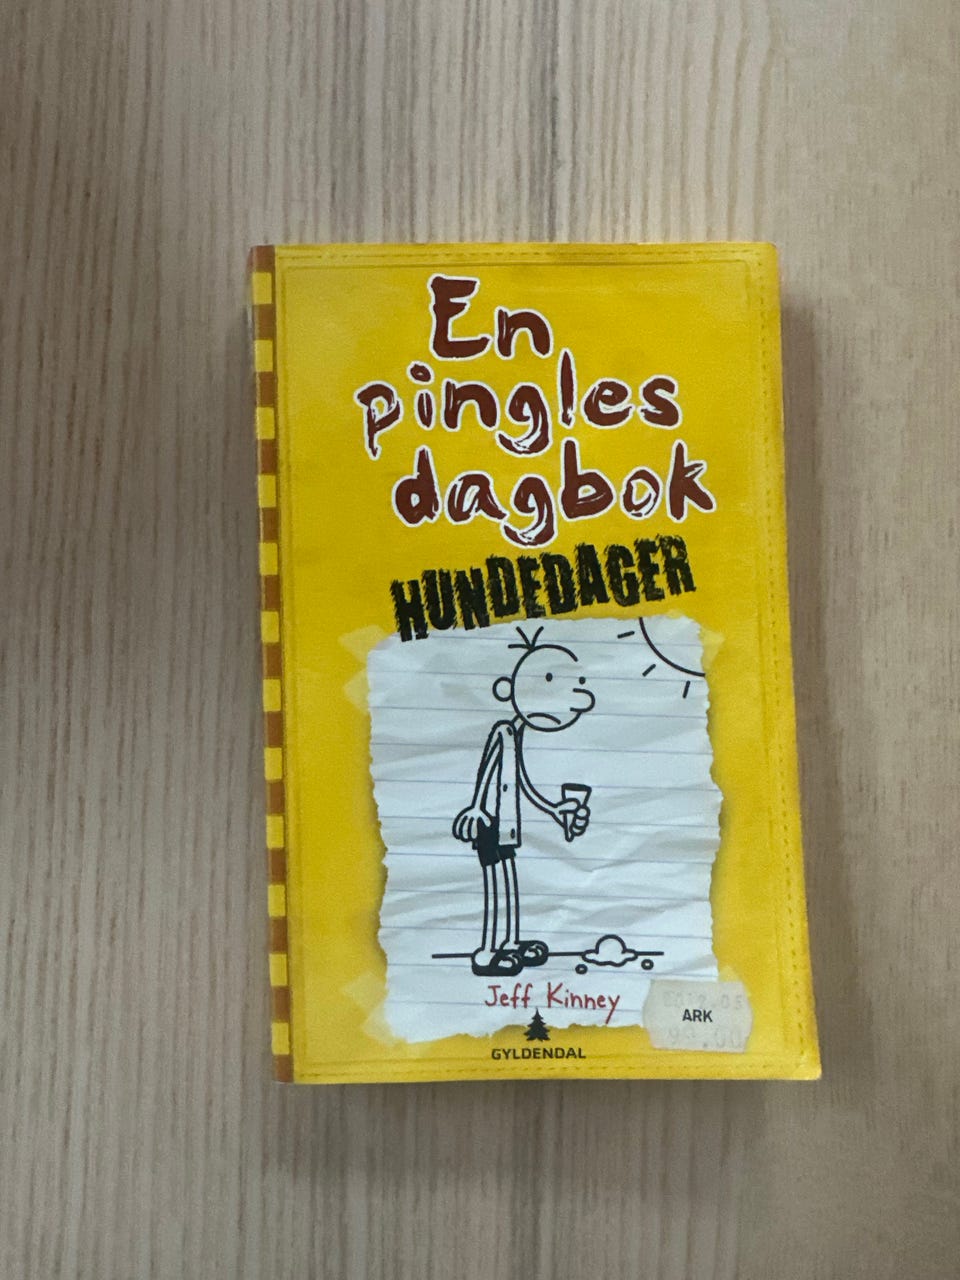 En
pingles
dagbok
HUNDEDAGER
Jeff Kinney
GYLDENDAL
ARK